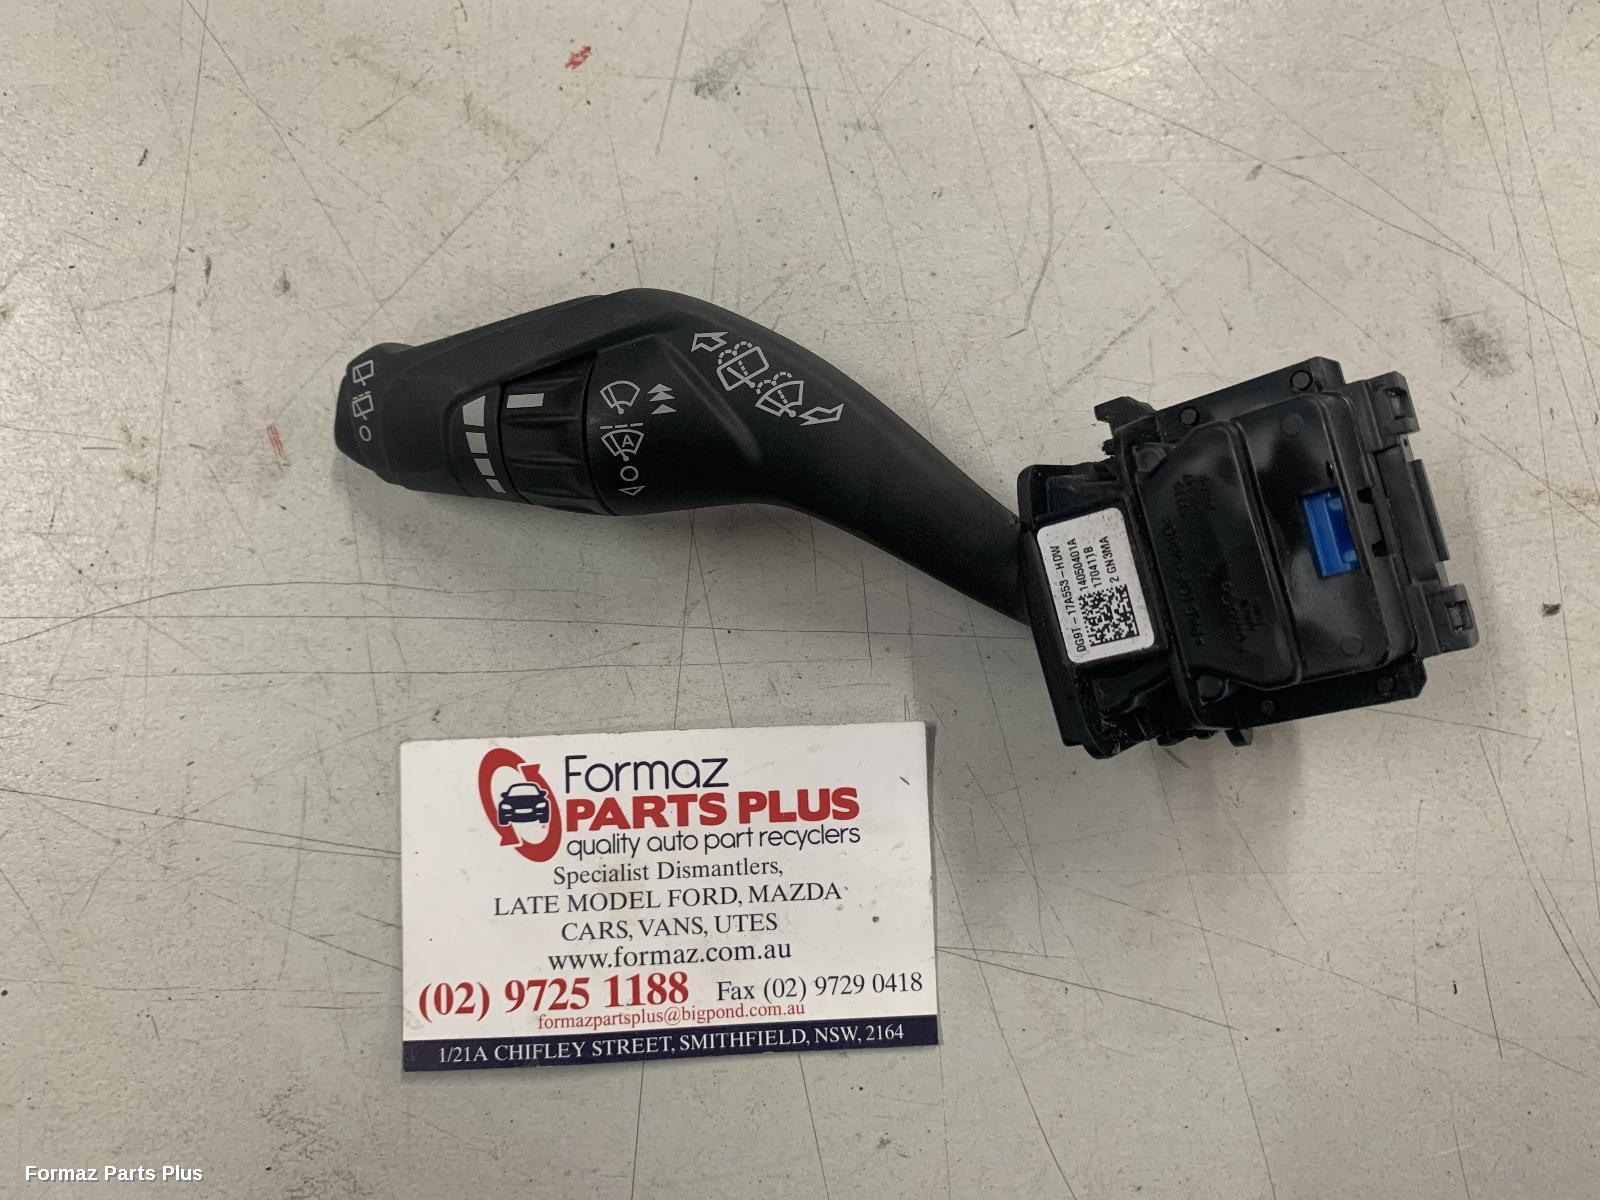 A
DG9T-17A553-HDW
14050401A
170411B
2 GN3MA
Formaz
PARTS PLUS
quality auto part recyclers
Specialist Dismantlers,
LATE MODEL FORD, MAZDA
CARS, VANS, UTES
www.formaz.com.au
(02) 9725 1188 Fax (02) 9729 0418
formazpartsplus@bigpond.com.au
1/21A CHIFLEY STREET, SMITHFIELD, NSW, 2164
Formaz Parts Plus